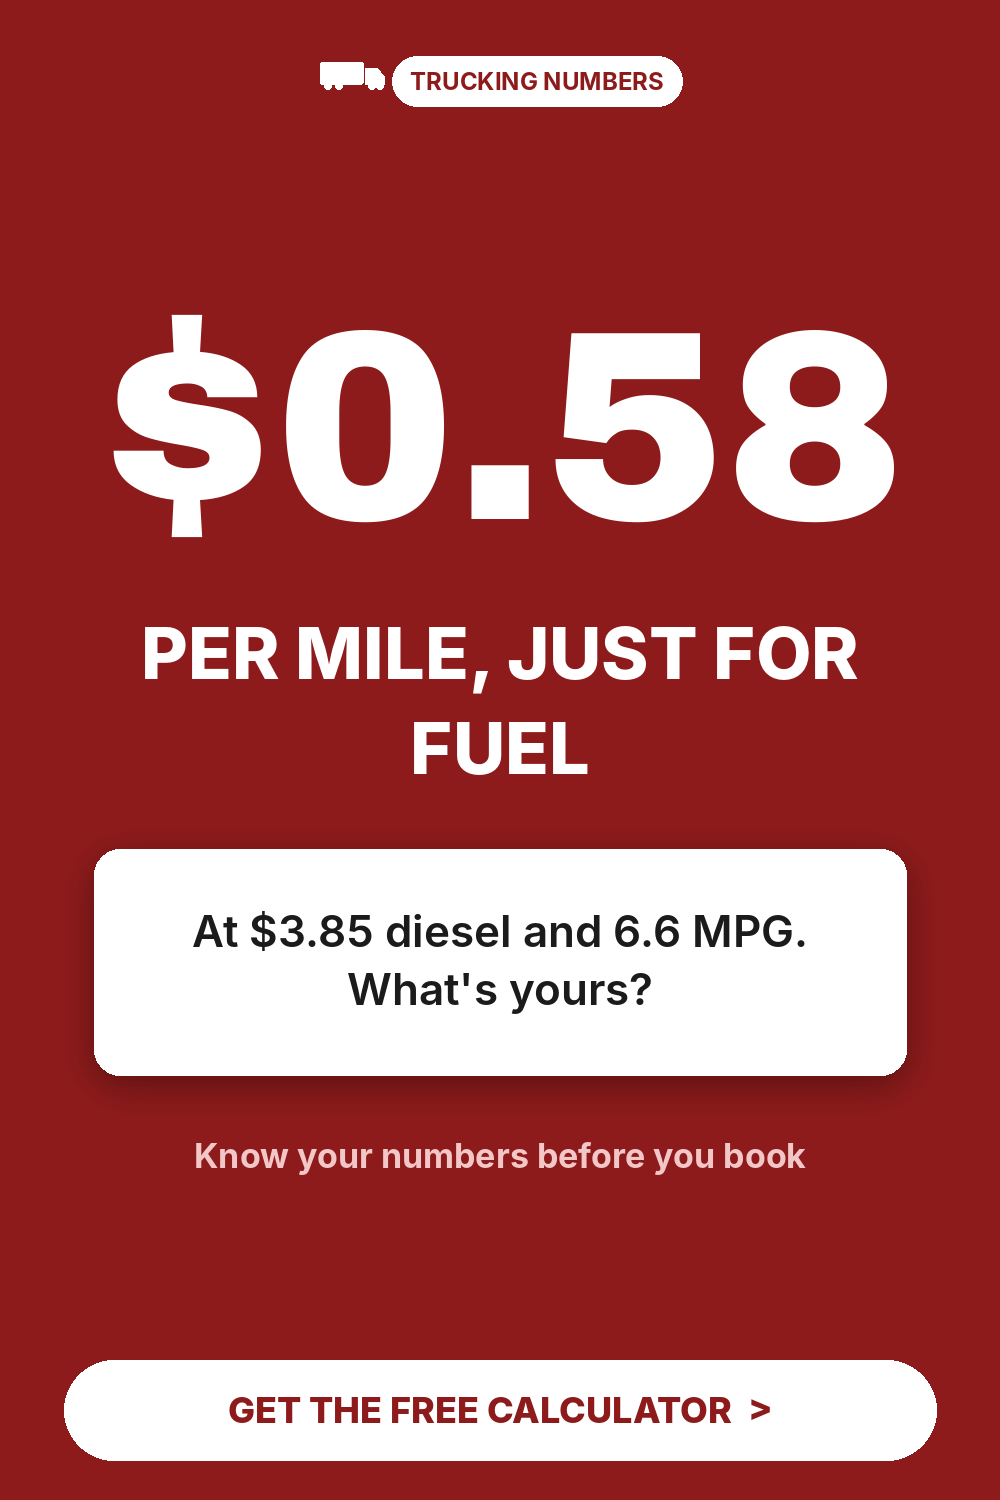 TRUCKING NUMBERS
$0.58
PER MILE, JUST FOR
FUEL
At $3.85 diesel and 6.6 MPG.
What's yours?
Know your numbers before you book
GET THE FREE CALCULATOR >